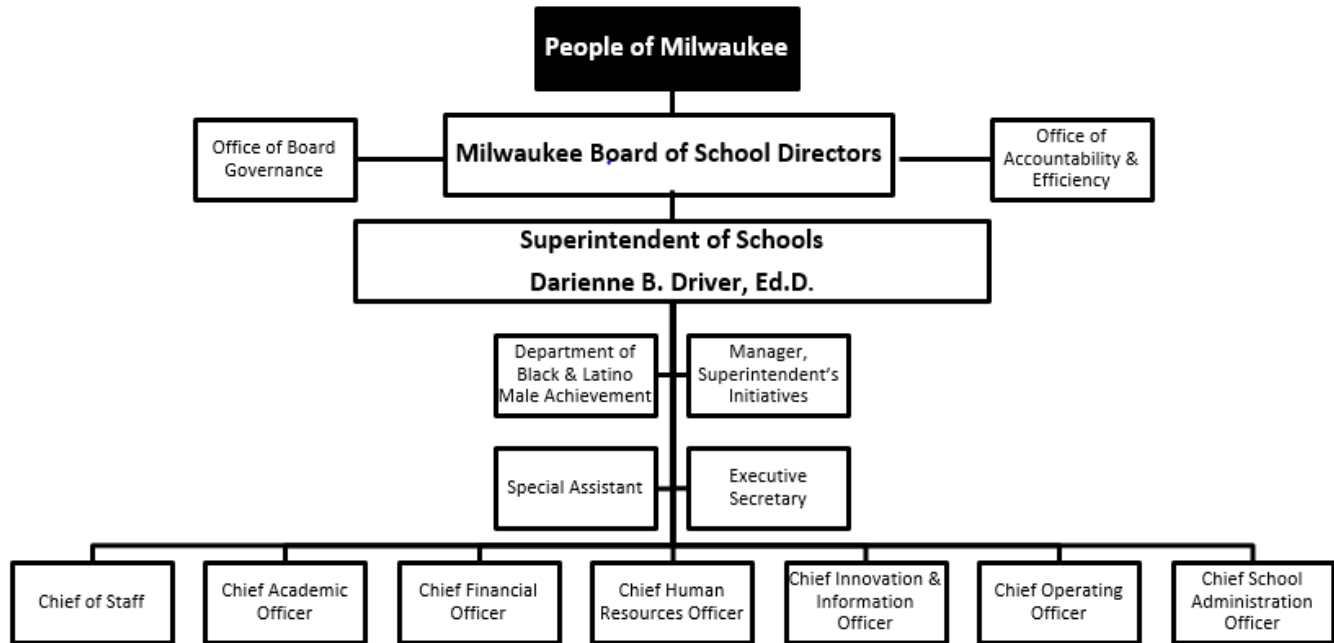 People of Milwaukee
Office of Board
Governance
Milwaukee Board of School Directors
Office of
Accountability &
Efficiency
Superintendent of Schools
Darienne B. Driver, Ed.D.
Department of
Black & Latino
Male Achievement
Manager,
Superintendent's
Initiatives
Special Assistant
Executive
Secretary
Chief of Staff
Chief Academic
Officer
Chief Financial
Officer
Chief Human
Resources Officer
Chief Innovation &
Information
Officer
Chief Operating
Officer
Chief School
Administration
Officer